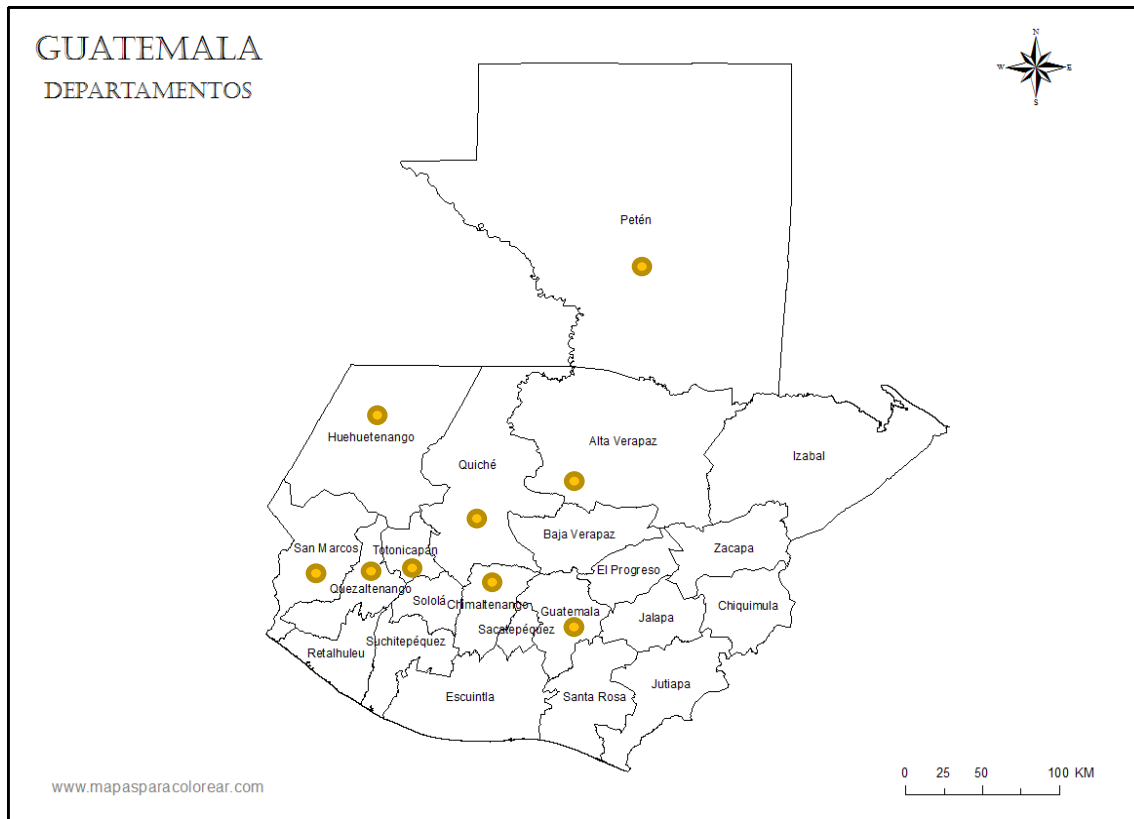 GUATEMALA
DEPARTAMENTOS
N
W
E
S
Petén
Huehuetenango
Quiché
Alta Verapaz
Izabal
San Marcos
Totonicapán
Baja Verapaz
Zacapa
Quezaltenango
El Progreso
Sololá
Chimaltenango
Guatemala
Jalapa
Chiquimula
Sacatepéquez
Suchitepéquez
Retalhuleu
Escuintla
Santa Rosa
Jutiapa
0 25 50 100 KM
www.mapasparacolorear.com